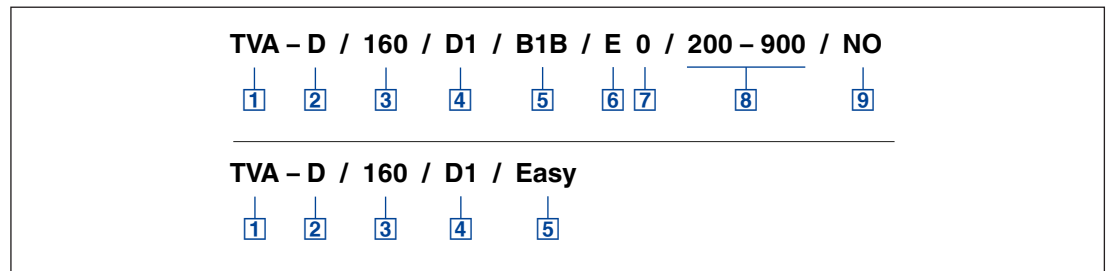 TVA – D / 160 / D1 / B1B / E 0 / 200 – 900 / NO
1 2 3 4 5 6 7 8 9
TVA – D / 160 / D1 / Easy
1 2 3 4 5